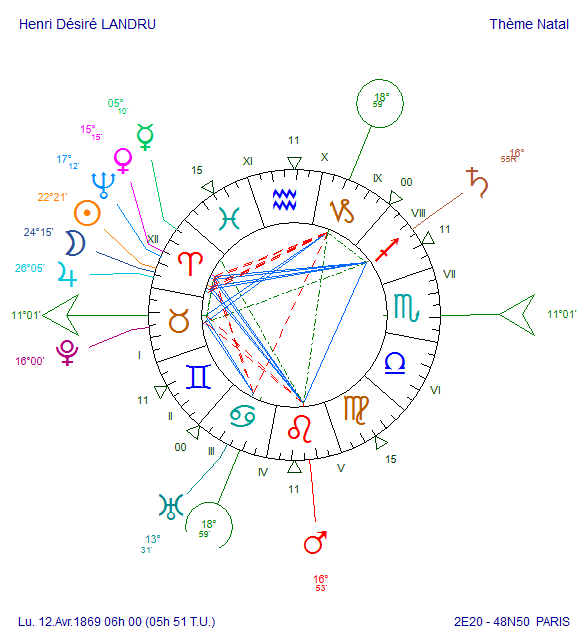 Henri Désiré LANDRU
Thème Natal
18°
59'
05°
10'
15°
15'
11
X
XI
IX
15
00
16°
55R
17°
12'
VIII
22°21'
11
24°15'
XII
26°05'
VII
11°01'
11°01'
16°00'
I
VI
11
II
00
III
IV
11
V
15
13°
31'
18°
59'
16°
53'
Lu. 12.Avr.1869 06h 00 (05h 51 T.U.)
2E20 - 48N50 PARIS